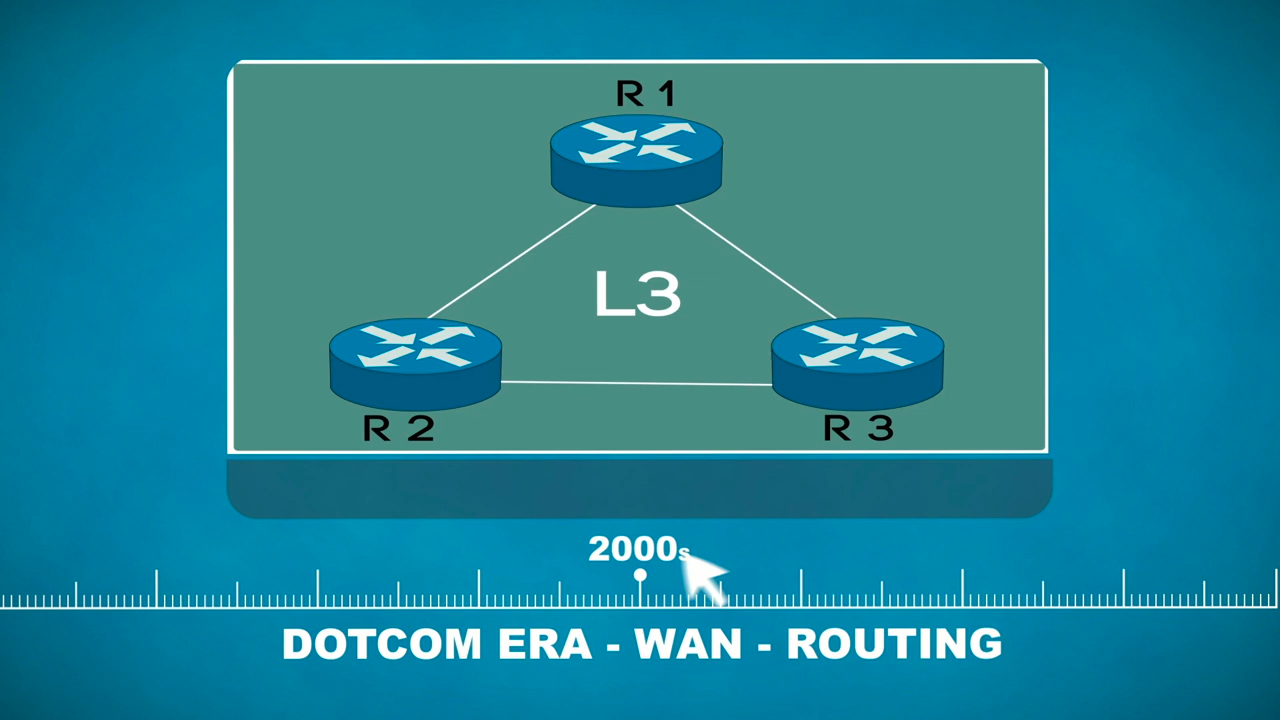 R 1
L3
R 2
R 3
2000s
DOTCOM ERA - WAN - ROUTING